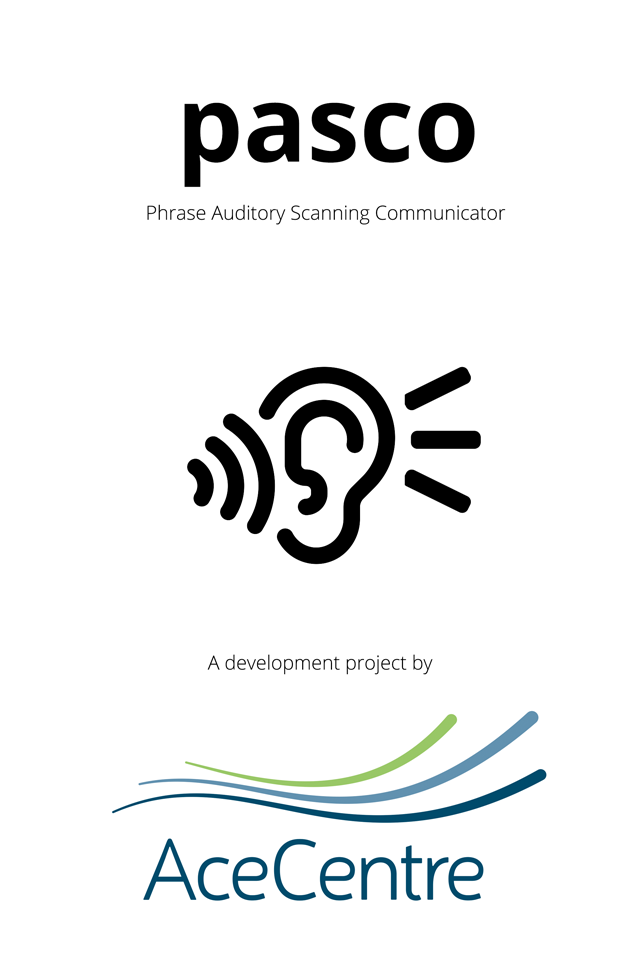 pasco
Phrase Auditory Scanning Communicator
A development project by
AceCentre